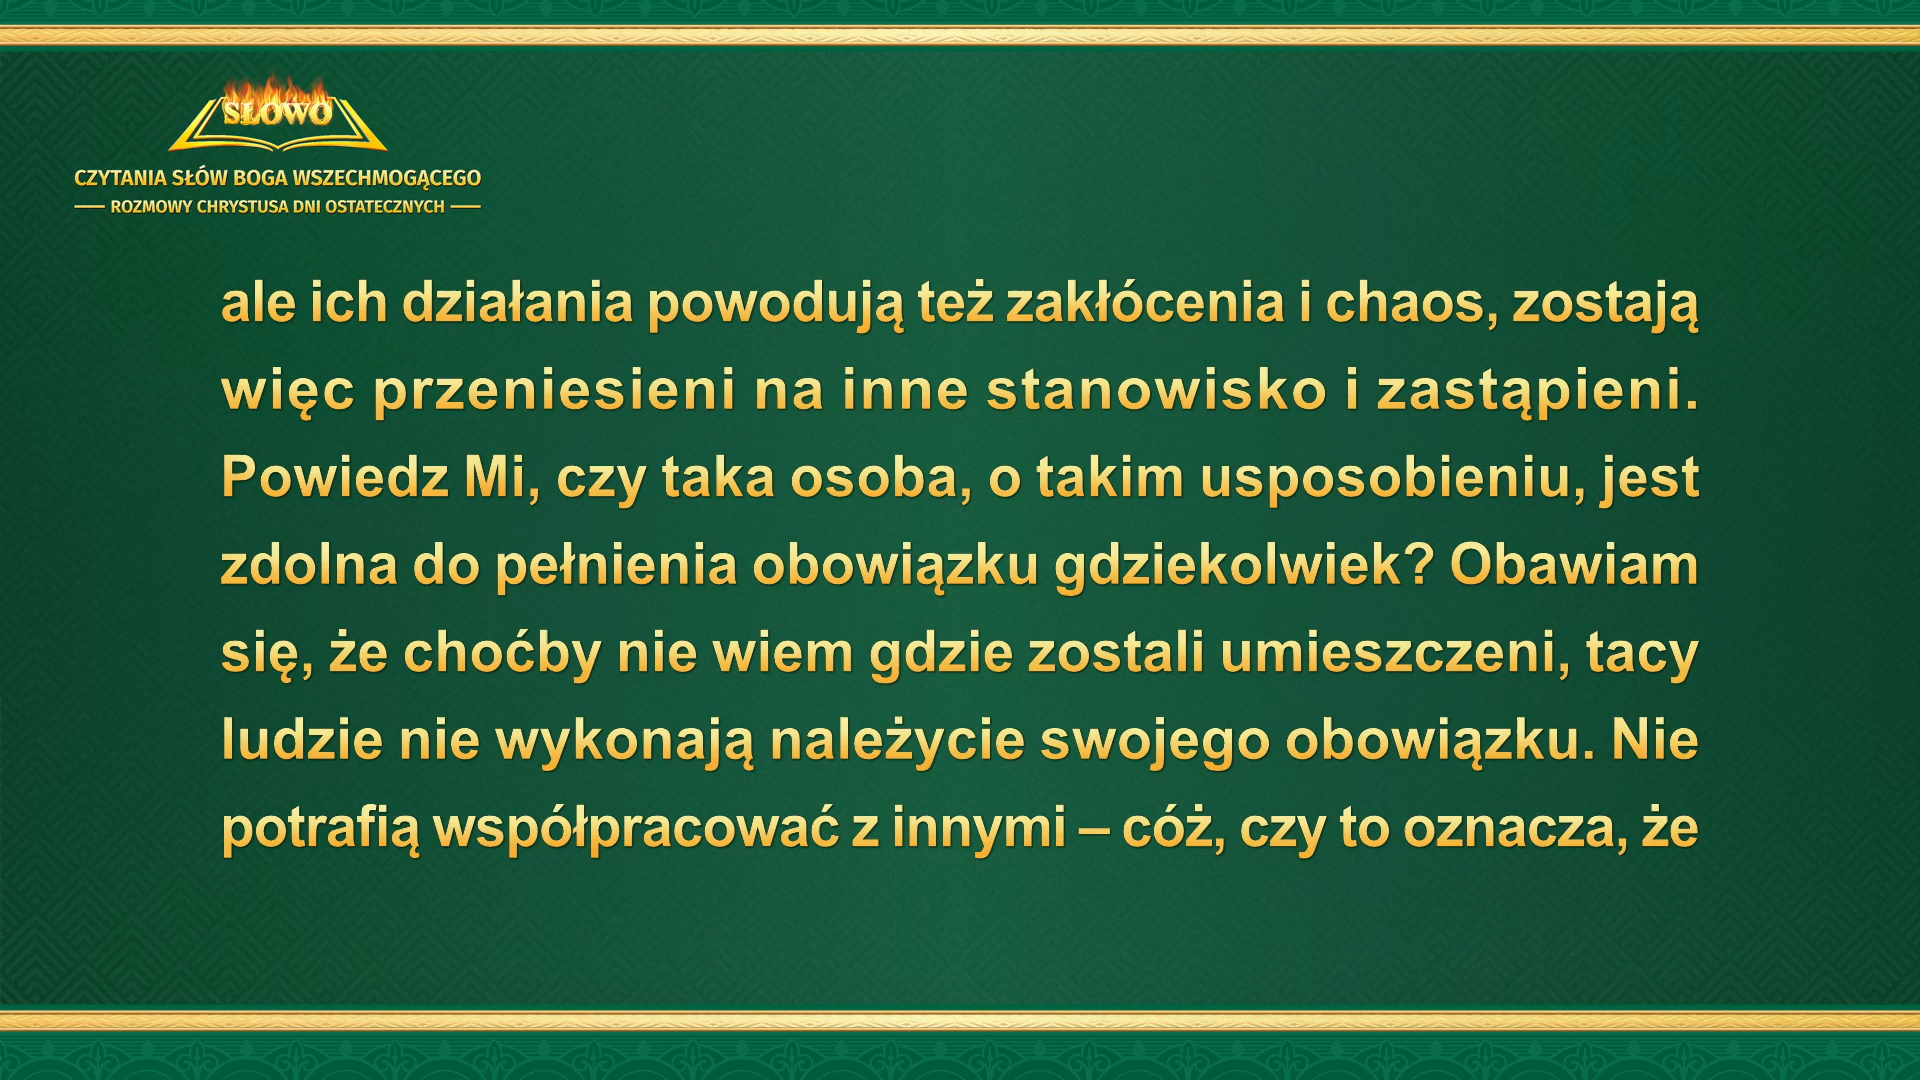 SŁOWO
CZYTANIA SŁÓW BOGA WSZECHMOGĄCEGO
ROZMOWY CHRYSTUSA DNI OSTATECZNYCH
ale ich działania powodują też zakłócenia i chaos, zostają
więc przeniesieni na inne stanowisko i zastąpieni.
Powiedz Mi, czy taka osoba, o takim usposobieniu, jest
zdolna do pełnienia obowiązku gdziekolwiek? Obawiam
się, że choćby nie wiem gdzie zostali umieszczeni, tacy
ludzie nie wykonają należycie swojego obowiązku. Nie
potrafią współpracować z innymi – cóż, czy to oznacza, że